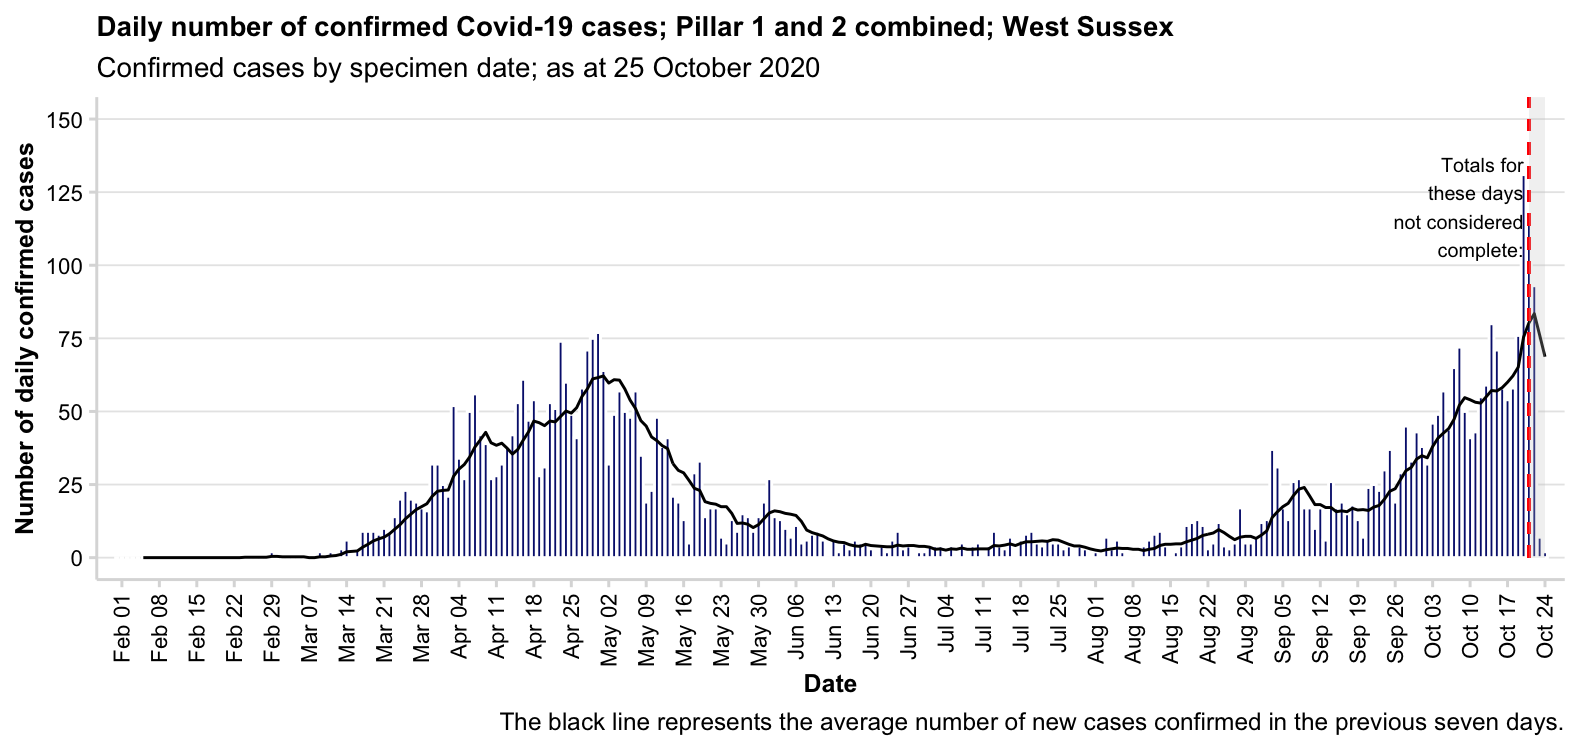 Daily number of confirmed Covid-19 cases; Pillar 1 and 2 combined; West Sussex
Confirmed cases by specimen date; as at 25 October 2020
Number of daily confirmed cases
150
125
100
75
50
25
0
Totals for
these days
not considered
complete:
Feb 01
Feb 08
Feb 15
Feb 22
Feb 29
Mar 07
Mar 14
Mar 21
Mar 28
Apr 04
Apr 11
Apr 18
Apr 25
May 02
May 09
May 16
May 23
May 30
Jun 06
Jun 13
Jun 20
Jun 27
Jul 04
Jul 11
Jul 18
Jul 25
Aug 01
Aug 08
Aug 15
Aug 22
Aug 29
Sep 05
Sep 12
Sep 19
Sep 26
Oct 03
Oct 10
Oct 17
Oct 24
Date
The black line represents the average number of new cases confirmed in the previous seven days.